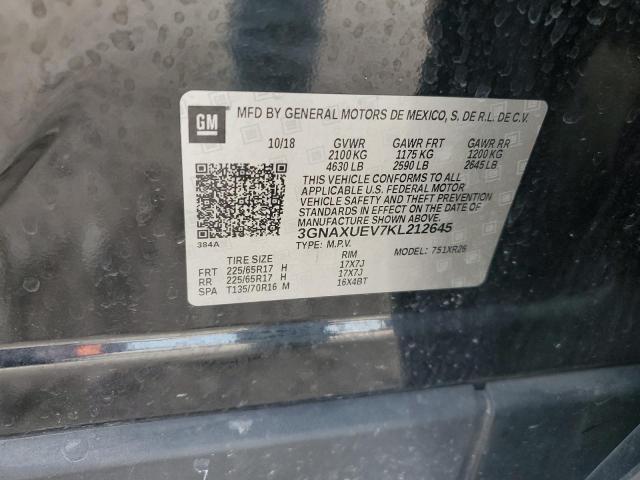 GM
MFD BY GENERAL MOTORS DE MEXICO, S. DE R.L. DE C.V.
10/18 GVWR GAWR FRT GAWR RR
2100 KG 1175 KG 1200 KG
4630 LB 2590 LB 2645 LB
THIS VEHICLE CONFORMS TO ALL
APPLICABLE U.S. FEDERAL MOTOR
VEHICLE SAFETY, BUMPER, AND THEFT
PREVENTION STANDARDS IN EFFECT ON
THE DATE OF MANUFACTURE SHOWN ABOVE.
3GNAXUEV7KL212645
384A
TYPE: M.P.V. MODEL: 751XR26
TIRE SIZE RIM
FRT 225/65R17 H 17X7J
RR 225/65R17 H 17X7J
SPA T135/70R16 M 16X4BT